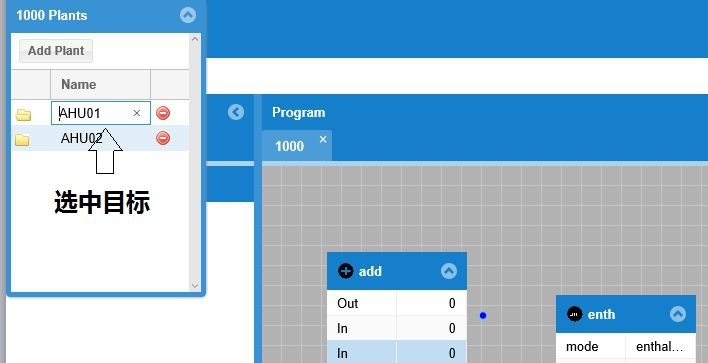 1000 Plants
Add Plant
Name
AHU01
AHU02
选中目标
Program
1000
add
Out 0
In 0
In 0
enth
mode enthal...